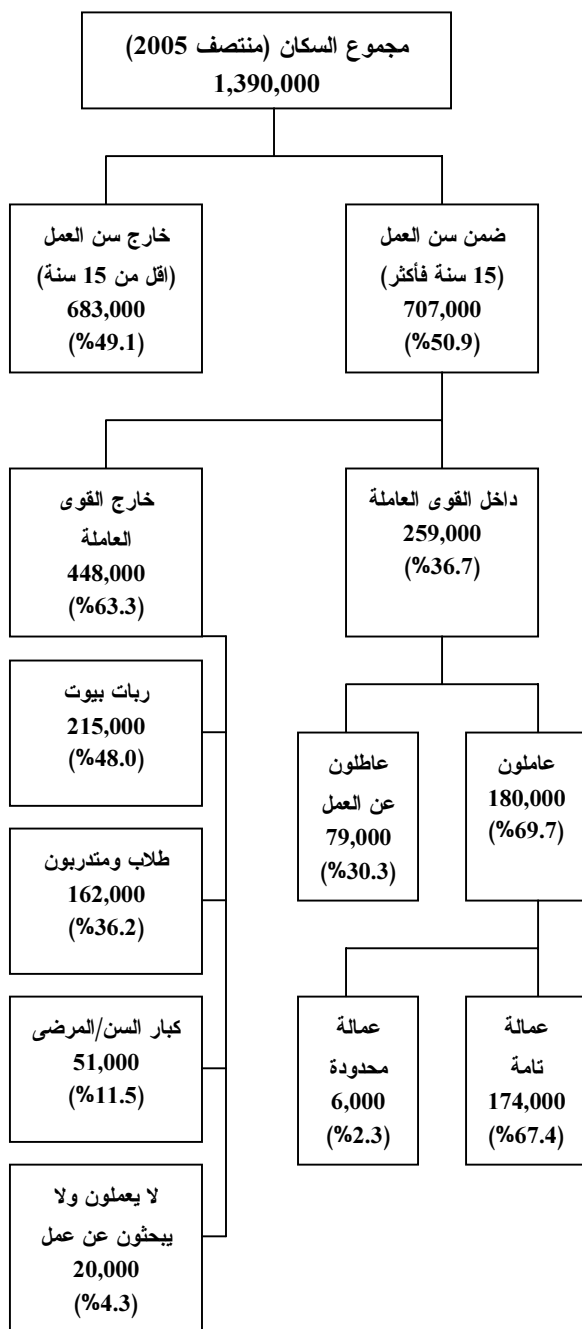 مجموع السكان (منتصف 2005)
1,390,000
ضمن سن العمل
(15 سنة فأكثر)
707,000
(%50.9)
خارج سن العمل
(اقل من 15 سنة)
683,000
(%49.1)
داخل القوى العاملة
259,000
(%36.7)
خارج القوى
العاملة
448,000
(%63.3)
عاملون
180,000
(%69.7)
عاطلون
عن العمل
79,000
(%30.3)
ربات بيوت
215,000
(%48.0)
طلاب ومتدربون
162,000
(%36.2)
عمالة
تامة
174,000
(%67.4)
عمالة
محدودة
6,000
(%2.3)
كبار السن/المرضى
51,000
(%11.5)
لا يعملون ولا
يبحثون عن عمل
20,000
(%4.3)